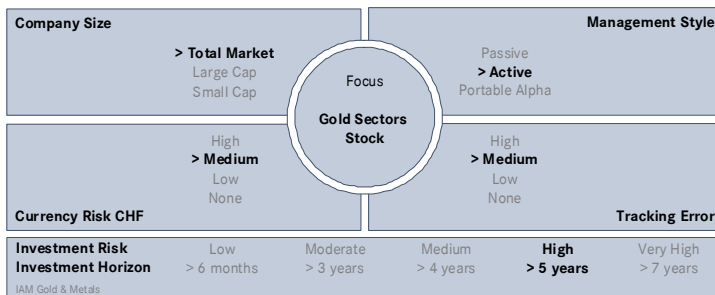 Company Size
> Total Market
Large Cap
Small Cap
Management Style
Passive
> Active
Portable Alpha
Focus
Gold Sectors
Stock
High
> Medium
Low
None
Currency Risk CHF
High
> Medium
Low
None
Tracking Error
Investment Risk Low Moderate Medium High Very High
Investment Horizon > 6 months > 3 years > 4 years > 5 years > 7 years
IAM Gold & Metals